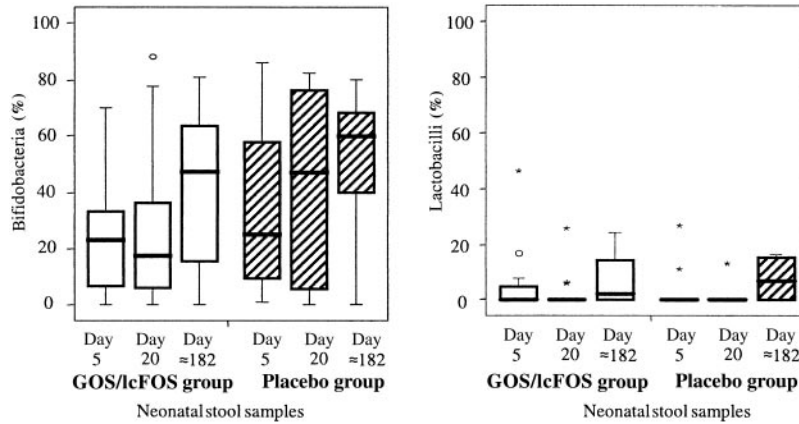 100
80
60
40
20
0
Bifidobacteria (%)
Day Day Day Day Day Day
5 20 ≈182 5 20 ≈182
GOS/lcFOS group Placebo group
Neonatal stool samples
100
80
60
40
20
0
Lactobacilli (%)
Day Day Day Day Day Day
5 20 ≈182 5 20 ≈182
GOS/lcFOS group Placebo group
Neonatal stool samples